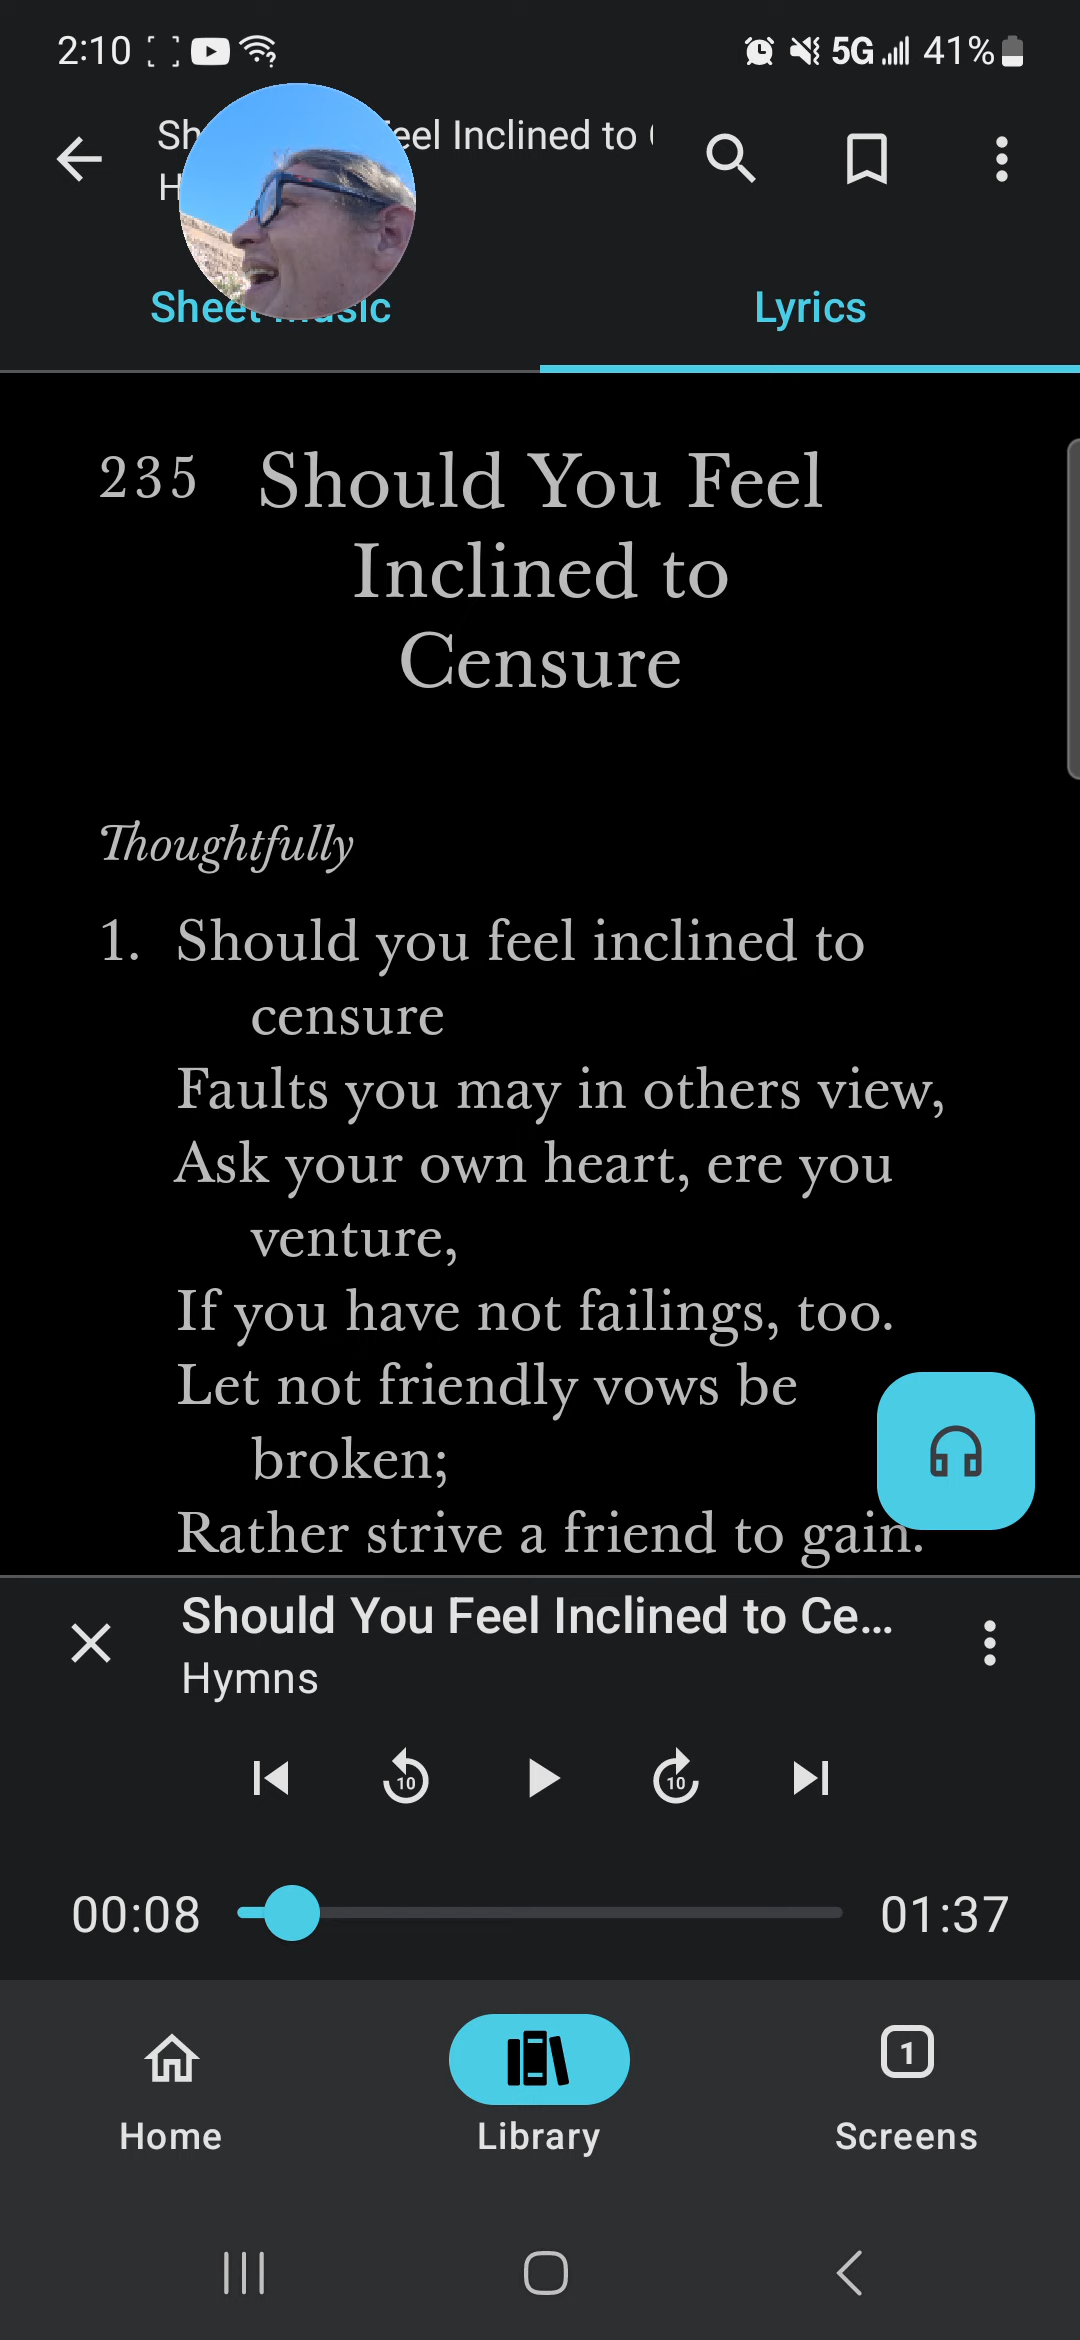 2:10 5G 41%
eel Inclined to
H
Sheet Music Lyrics
235 Should You Feel
Inclined to
Censure
Thoughtfully
1. Should you feel inclined to
censure
Faults you may in others view,
Ask your own heart, ere you
venture,
If you have not failings, too.
Let not friendly vows be
broken;
Rather strive a friend to gain.
Should You Feel Inclined to Ce...
Hymns
10 10
00:08 01:37
1
Home Library Screens